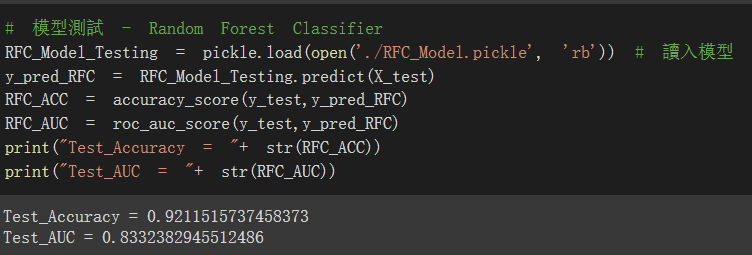 # 模型測試 - Random Forest Classifier
RFC_Model_Testing = pickle.load(open('./RFC_Model.pickle', 'rb')) # 讀入模型
y_pred_RFC = RFC_Model_Testing.predict(X_test)
RFC_ACC = accuracy_score(y_test,y_pred_RFC)
RFC_AUC = roc_auc_score(y_test,y_pred_RFC)
print("Test_Accuracy = "+ str(RFC_ACC))
print("Test_AUC = "+ str(RFC_AUC))
Test_Accuracy = 0.9211515737458373
Test_AUC = 0.8332382945512486